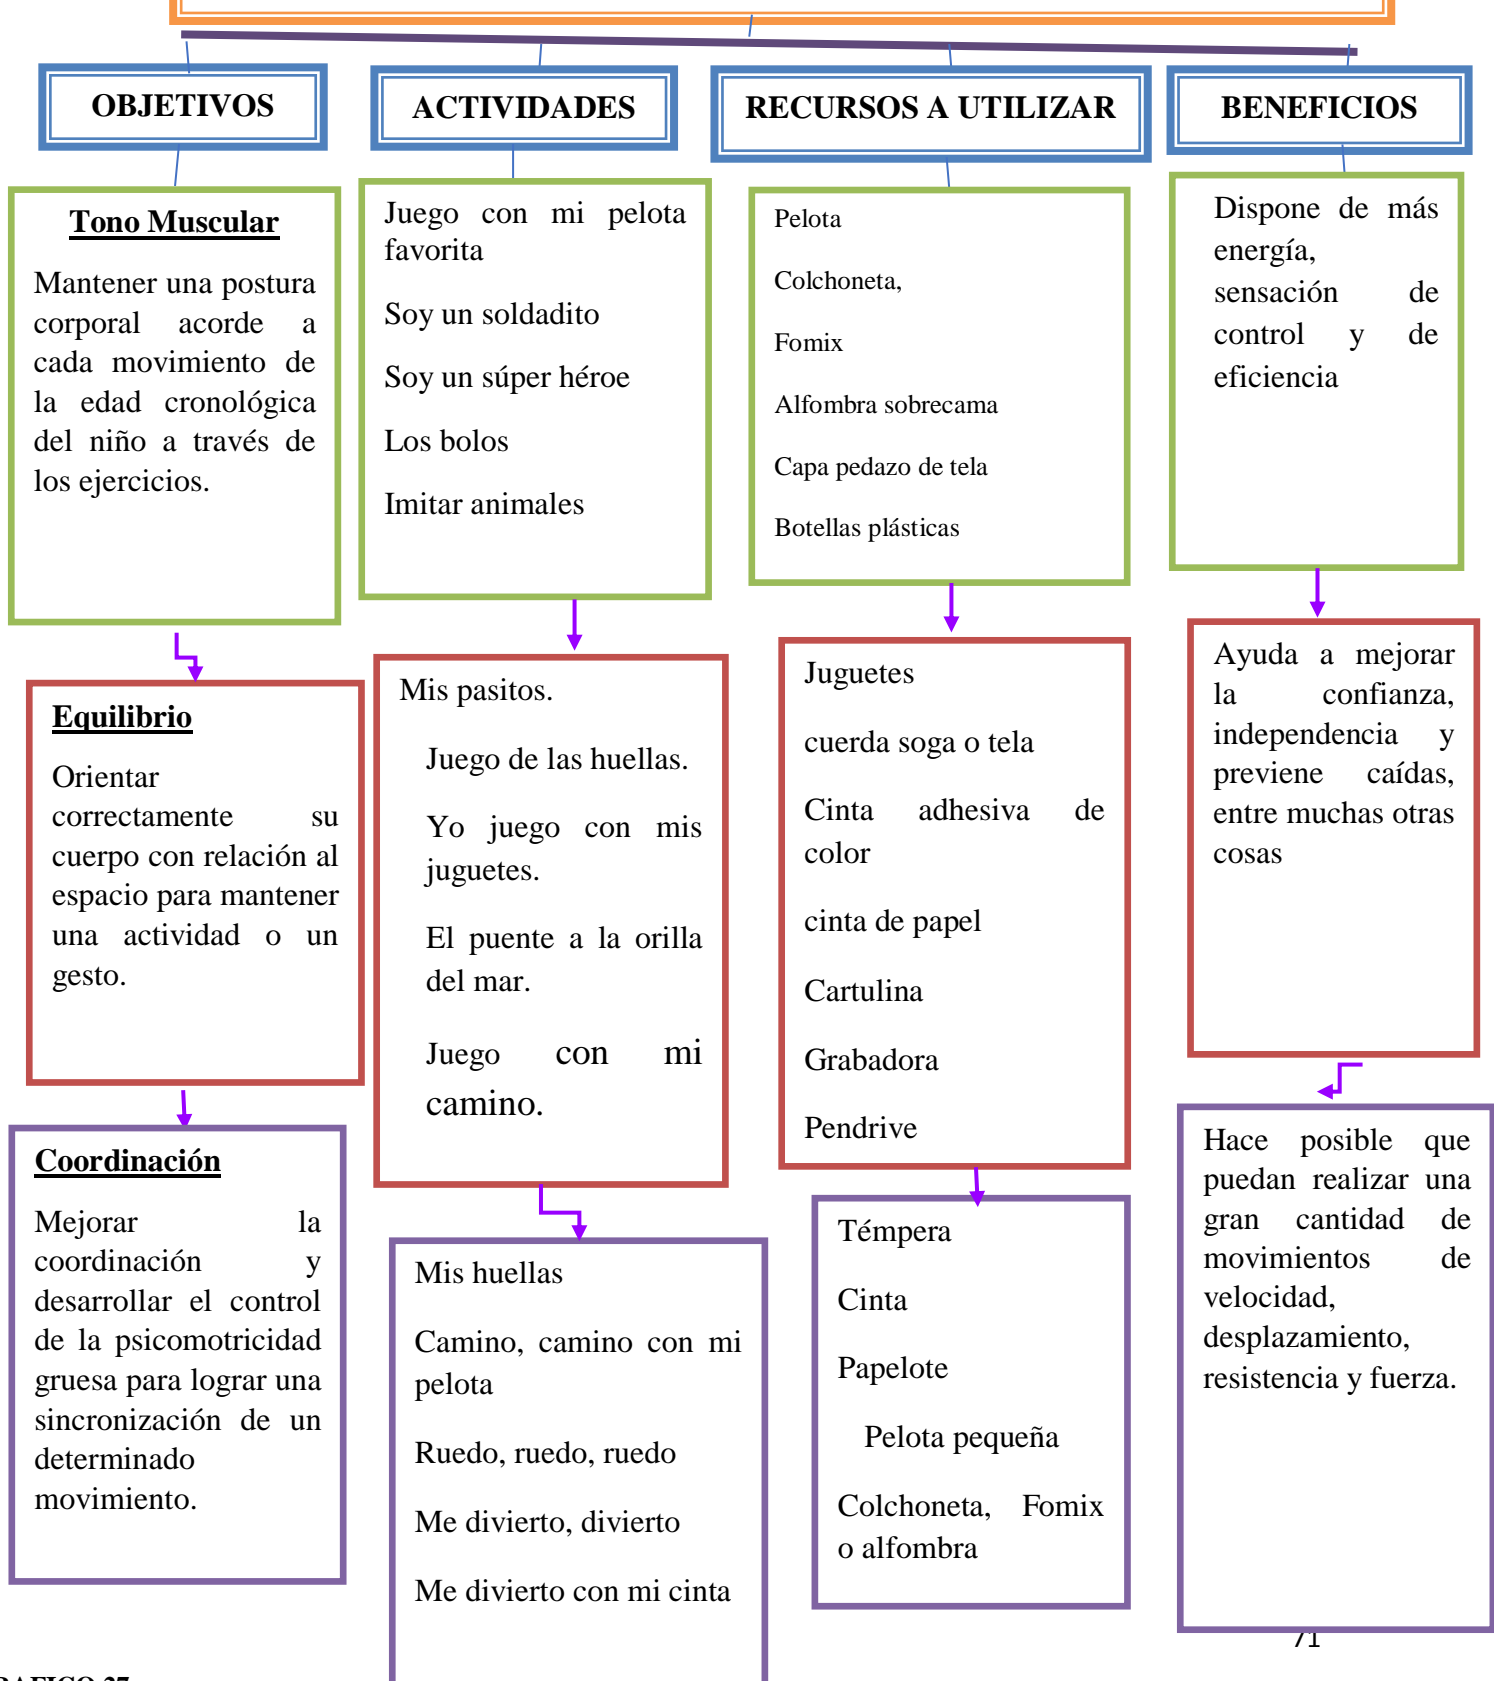 OBJETIVOS
ACTIVIDADES
RECURSOS A UTILIZAR
BENEFICIOS
Tono Muscular
Mantener una postura
corporal acorde a
cada movimiento de
la edad cronológica
del niño a través de
los ejercicios.
Juego con mi pelota
favorita
Soy un soldadito
Soy un súper héroe
Los bolos
Imitar animales
Pelota
Colchoneta,
Fomix
Alfombra sobrecama
Capa pedazo de tela
Botellas plásticas
Dispone de más
energía,
sensación de
control y de
eficiencia
Equilibrio
Orientar
correctamente su
cuerpo con relación al
espacio para mantener
una actividad o un
gesto.
Mis pasitos.
Juego de las huellas.
Yo juego con mis
juguetes.
El puente a la orilla
del mar.
Juego con mi
camino.
Juguetes
cuerda soga o tela
Cinta adhesiva de
color
cinta de papel
Cartulina
Grabadora
Pendrive
Ayuda a mejorar
la confianza,
independencia y
previene caídas,
entre muchas otras
cosas
Coordinación
Mejorar la
coordinación y
desarrollar el control
de la psicomotricidad
gruesa para lograr una
sincronización de un
determinado
movimiento.
Mis huellas
Camino, camino con mi
pelota
Ruedo, ruedo, ruedo
Me divierto, divierto
Me divierto con mi cinta
Témpera
Cinta
Papelote
Pelota pequeña
Colchoneta, Fomix
o alfombra
Hace posible que
puedan realizar una
gran cantidad de
movimientos de
velocidad,
desplazamiento,
resistencia y fuerza.
71